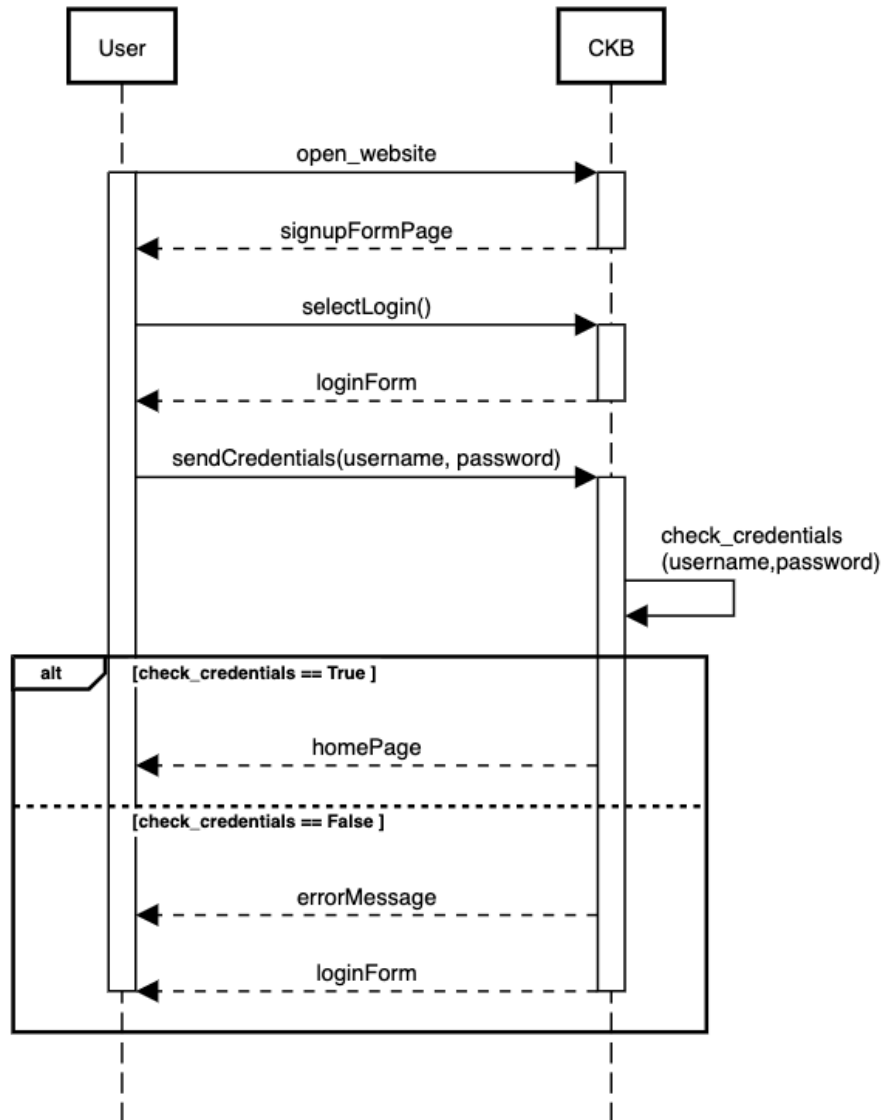 User
CKB
open_website
signupFormPage
selectLogin()
loginForm
sendCredentials(username, password)
check_credentials
(username,password)
alt
[check_credentials == True ]
homePage
[check_credentials == False ]
errorMessage
loginForm